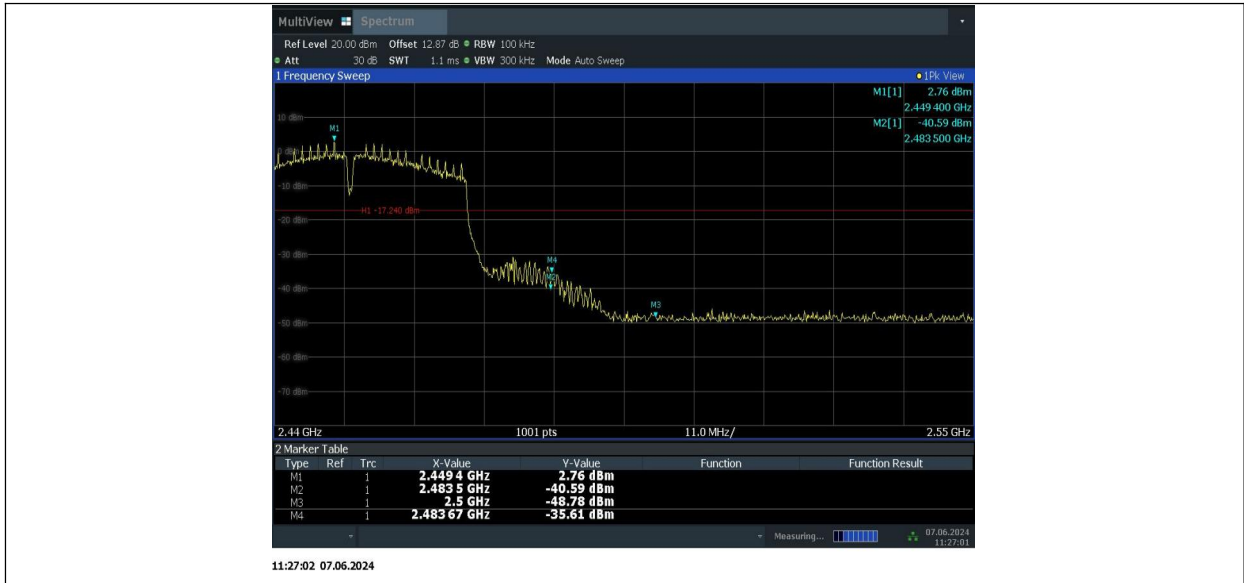 MultiView Spectrum
Ref Level 20.00 dBm Offset 12.87 dB RBW 100 kHz
Att 30 dB SWT 1.1 ms VBW 300 kHz Mode Auto Sweep
1 Frequency Sweep 1Pk View
M1[1] 2.76 dBm
2.449 400 GHz
M2[1] -40.59 dBm
2.483 500 GHz
10 dBm
M1
0 dBm
-10 dBm
H1 -17.240 dBm
-20 dBm
-30 dBm
M4
M2
-40 dBm
M3
-50 dBm
-60 dBm
-70 dBm
2.44 GHz 1001 pts 11.0 MHz/ 2.55 GHz
2 Marker Table
Type Ref Trc X-Value Y-Value Function Function Result
M1 1 2.449 4 GHz 2.76 dBm
M2 1 2.483 5 GHz -40.59 dBm
M3 1 2.5 GHz -48.78 dBm
M4 1 2.483 67 GHz -35.61 dBm
Measuring... 07.06.2024
11:27:01
11:27:02 07.06.2024